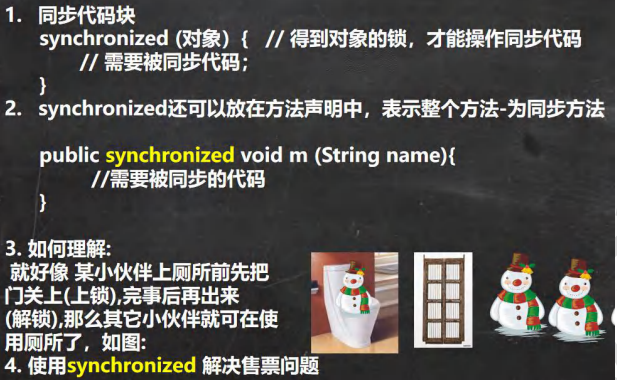 1. 同步代码块
synchronized (对象) { // 得到对象的锁，才能操作同步代码
// 需要被同步代码；
}
2. synchronized还可以放在方法声明中，表示整个方法-为同步方法
public synchronized void m (String name){
//需要被同步的代码
}
3. 如何理解:
就好像 某小伙伴上厕所前先把
门关上(上锁),完事后再出来
(解锁),那么其它小伙伴就可在使
用厕所了，如图:
4. 使用synchronized 解决售票问题